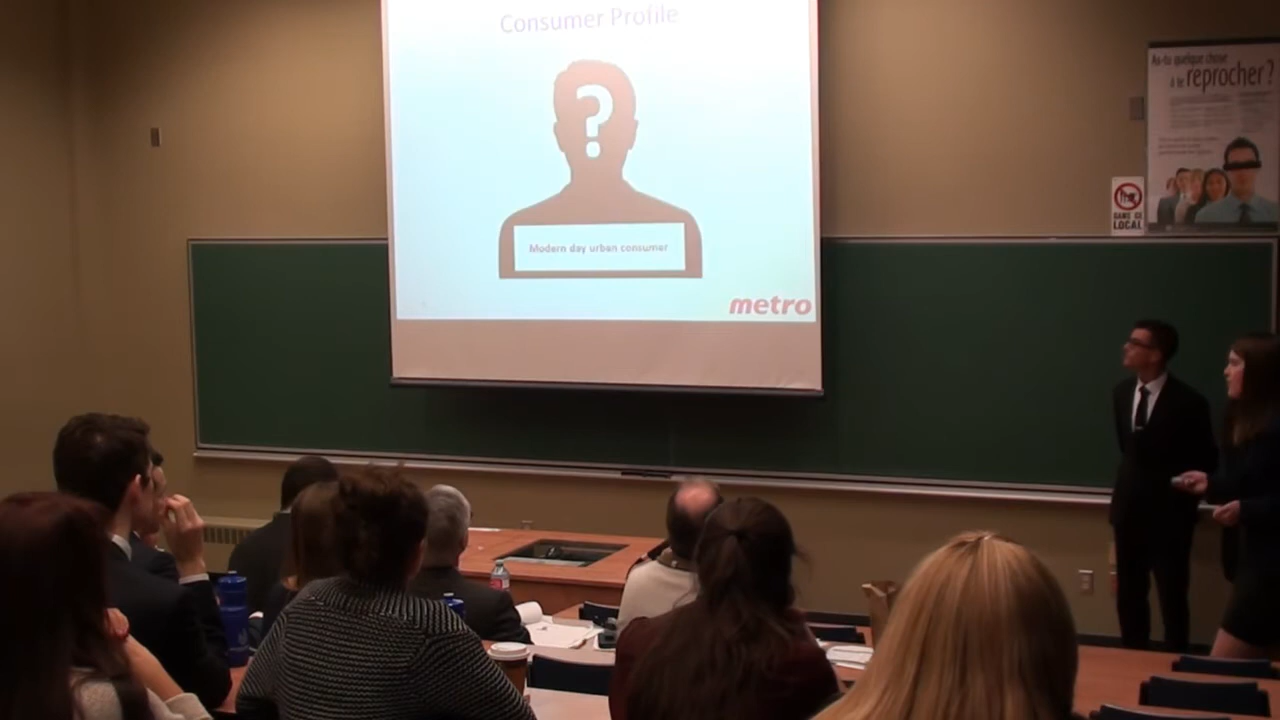 Consumer Profile
?
Modern day urban consumer
metro
As-tu quelque chose
à te reprocher?
DANS CE
LOCAL